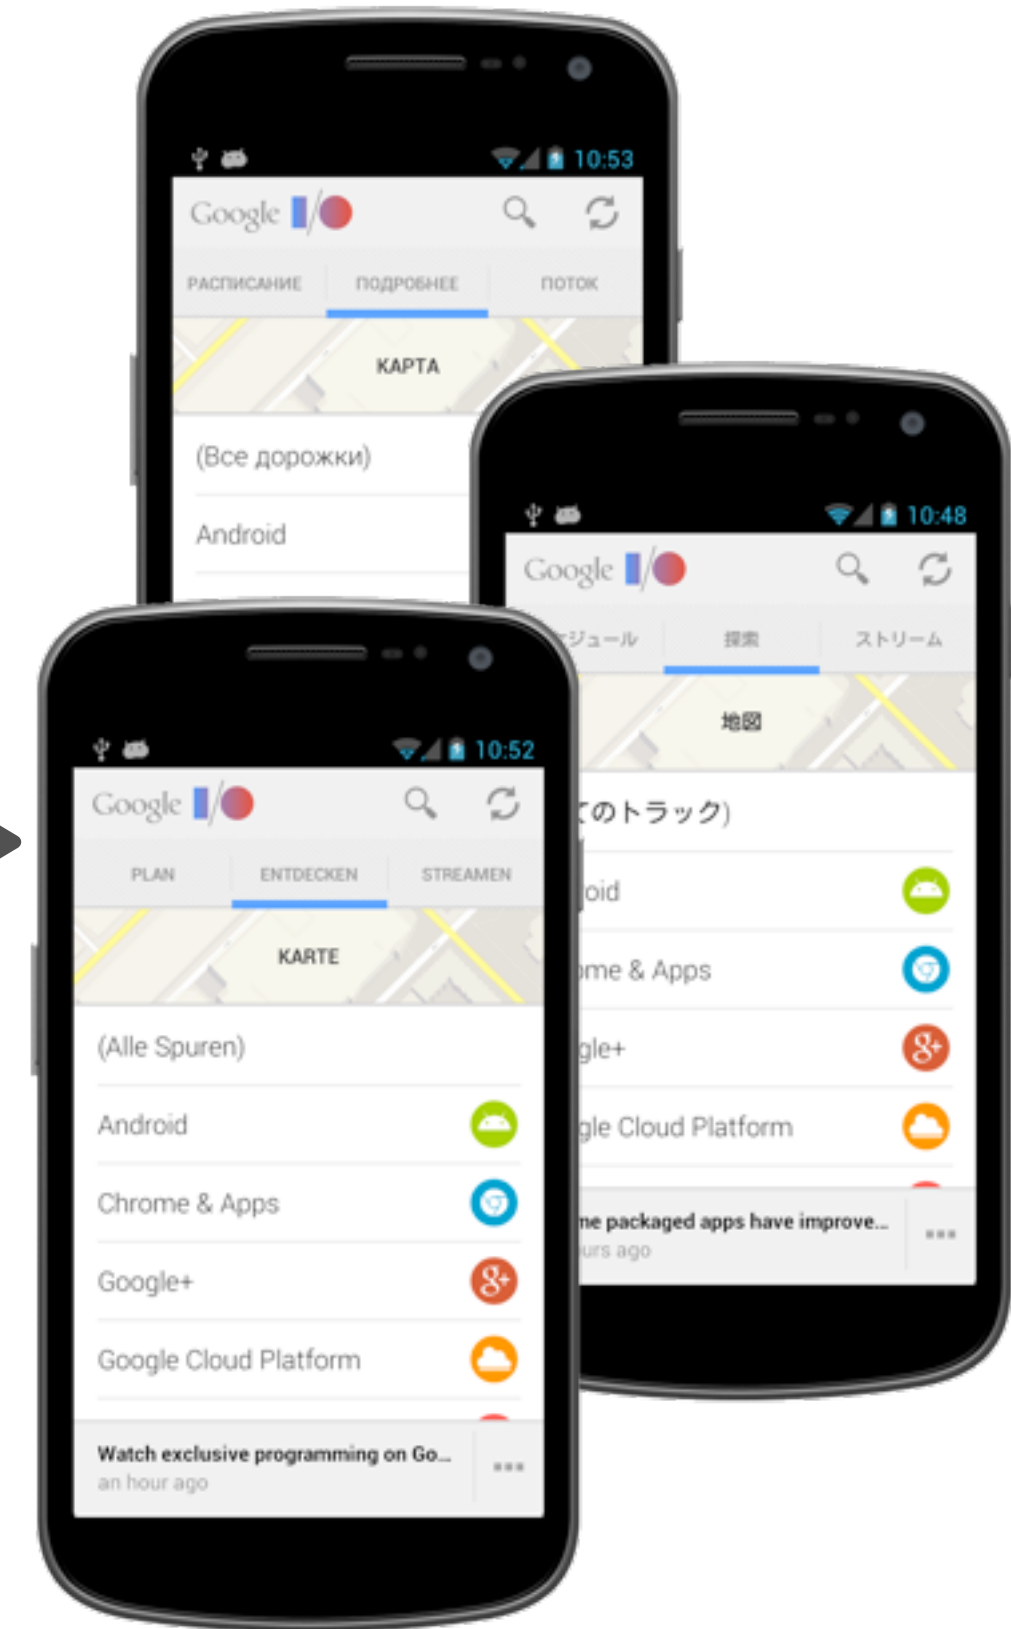 10:53
Google I/O
РАСПИСАНИЕ ПОДРОБНЕЕ ПОТОК
КАРТА
(Все дорожки)
Android
10:48
Google I/O
ジュール 探索 ストリーム
地図
てのトラック)
oid
me & Apps
gle+
gle Cloud Platform
me packaged apps have improve...
urs ago
10:52
Google I/O
PLAN ENTDECKEN STREAMEN
KARTE
(Alle Spuren)
Android
Chrome & Apps
Google+
8+
Google Cloud Platform
Watch exclusive programming on Go...
an hour ago